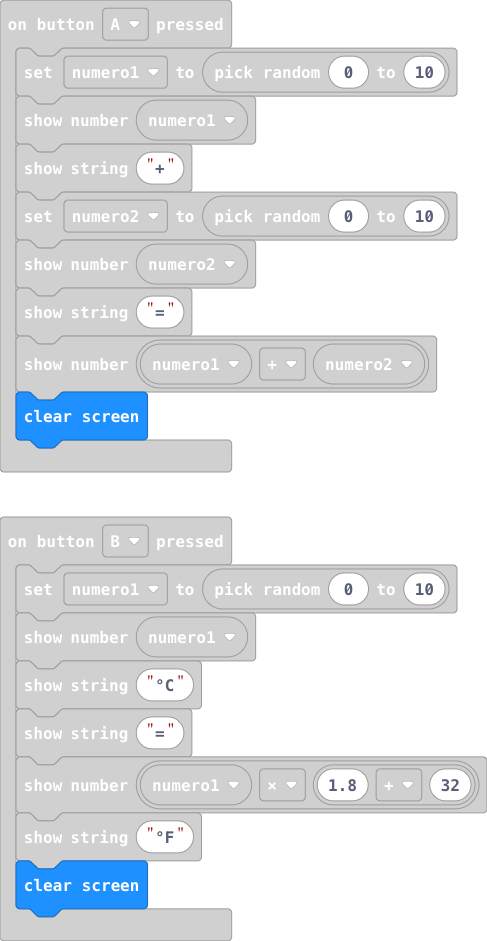 on button A pressed
set numero1 to pick random 0 to 10
show number numero1
show string "+"
set numero2 to pick random 0 to 10
show number numero2
show string "="
show number numero1 + numero2
clear screen
on button B pressed
set numero1 to pick random 0 to 10
show number numero1
show string "°C"
show string "="
show number numero1 × 1.8 + 32
show string "°F"
clear screen